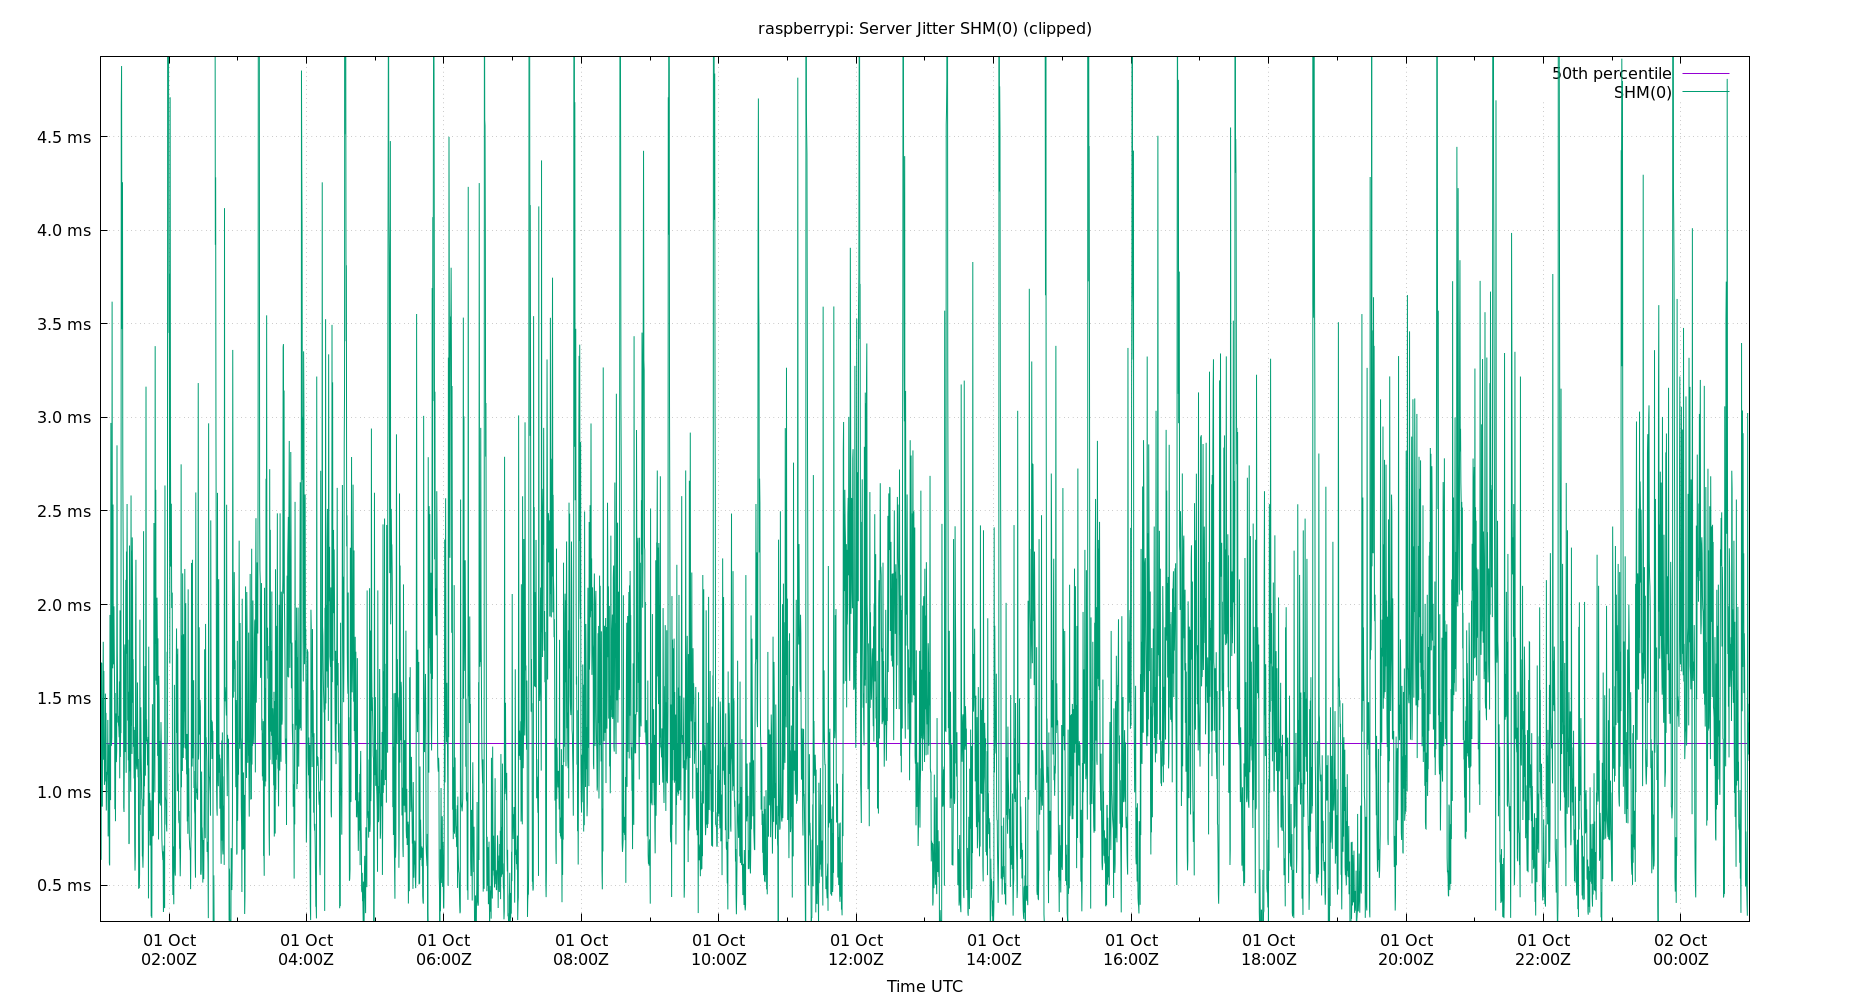 raspberrypi: Server Jitter SHM(0) (clipped)
50th percentile
SHM(0)
4.5 ms
4.0 ms
3.5 ms
3.0 ms
2.5 ms
2.0 ms
1.5 ms
1.0 ms
0.5 ms
01 Oct 01 Oct 01 Oct 01 Oct 01 Oct 01 Oct 01 Oct 01 Oct 01 Oct 01 Oct 01 Oct 02 Oct
02:00Z 04:00Z 06:00Z 08:00Z 10:00Z 12:00Z 14:00Z 16:00Z 18:00Z 20:00Z 22:00Z 00:00Z
Time UTC